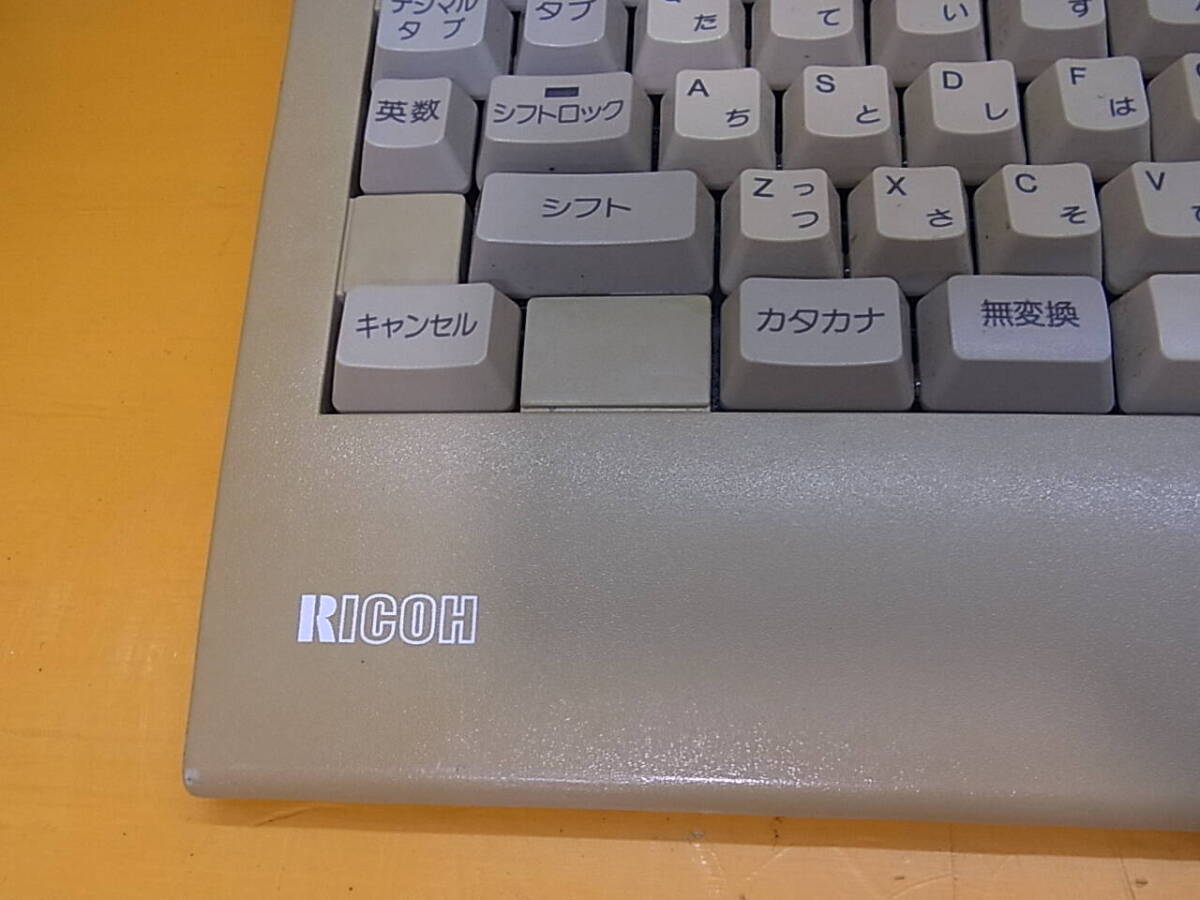 デシマル タブ
タブ
た
て
い
す
英数
シフトロック
A ち
S と
D し
F は
シフト
Z っ つ
X さ
C そ
V
キャンセル
カタカナ
無変換
RICOH